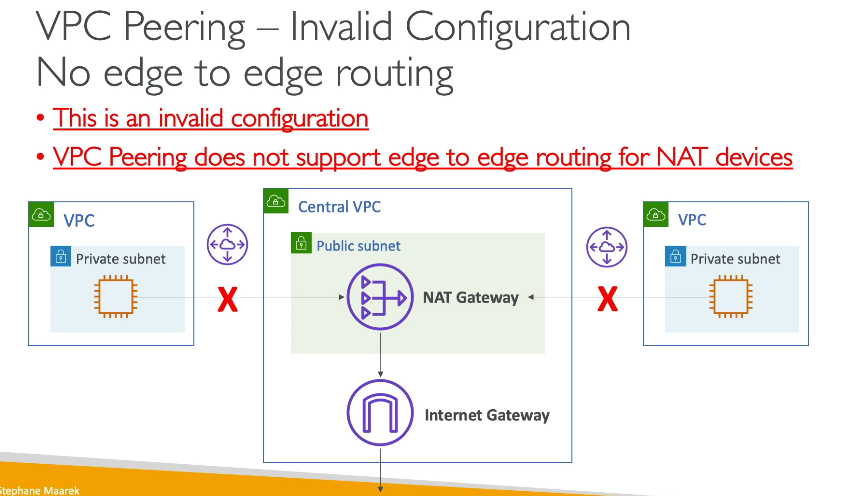 VPC Peering – Invalid Configuration
No edge to edge routing
• This is an invalid configuration
• VPC Peering does not support edge to edge routing for NAT devices
VPC
Private subnet
X
Central VPC
Public subnet
NAT Gateway
Internet Gateway
X
VPC
Private subnet
Stephane Maarek